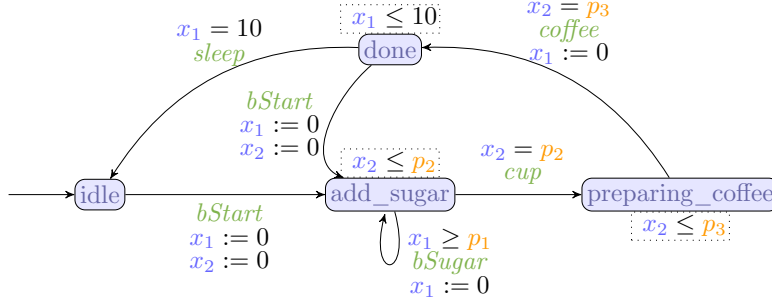 x₁ ≤ 10
x₂ = p₃
coffee
x₁ := 0
x₁ = 10
sleep
done
bStart
x₁ := 0
x₂ := 0
x₂ ≤ p₂
x₂ = p₂
cup
idle
add_sugar
preparing_coffee
bStart
x₁ := 0
x₂ := 0
x₁ ≥ p₁
bSugar
x₁ := 0
x₂ ≤ p₃